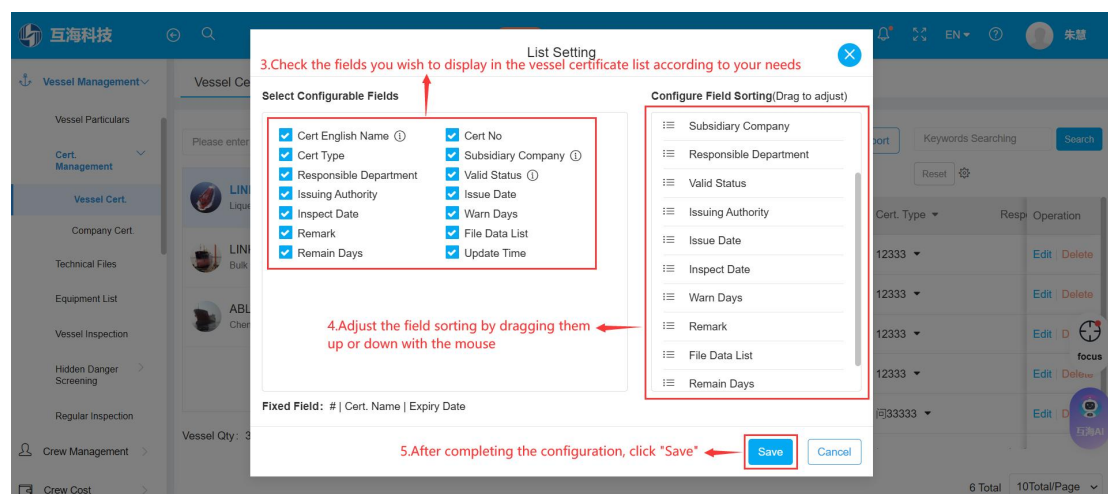 互海科技
EN
朱慧
Vessel Management
Vessel Particulars
Cert.
Management
Vessel Cert.
Company Cert.
Technical Files
Equipment List
Vessel Inspection
Hidden Danger
Screening
Regular Inspection
Crew Management
Crew Cost
Vessel Ce
Please enter
LIN
Lique
LIN
Bulk
ABL
Cher
Vessel Qty: 3
List Setting
3.Check the fields you wish to display in the vessel certificate list according to your needs
Select Configurable Fields
Cert English Name
Cert No
Cert Type
Subsidiary Company
Responsible Department
Valid Status
Issuing Authority
Issue Date
Inspect Date
Warn Days
Remark
File Data List
Remain Days
Update Time
4.Adjust the field sorting by dragging them
up or down with the mouse
Fixed Field: # | Cert. Name | Expiry Date
Configure Field Sorting(Drag to adjust)
Subsidiary Company
Responsible Department
Valid Status
Issuing Authority
Issue Date
Inspect Date
Warn Days
Remark
File Data List
Remain Days
5.After completing the configuration, click "Save"
Save
Cancel
port
Keywords Searching
Search
Reset
Cert. Type
Resp
Operation
12333
Edit | Delete
12333
Edit | Delete
12333
Edit | D
focus
12333
Edit | Delete
问33333
Edit | D
互海AI
6 Total
10Total/Page